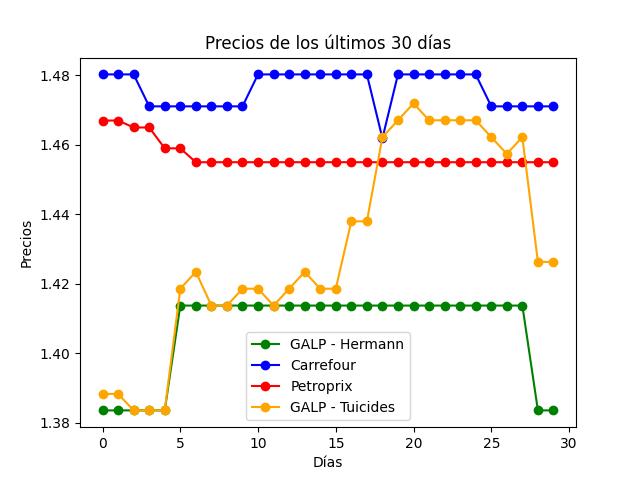 Precios de los últimos 30 días
Precios
1.48
1.46
1.44
1.42
1.40
1.38
GALP - Hermann
Carrefour
Petroprix
GALP - Tuicides
0 5 10 15 20 25 30
Días